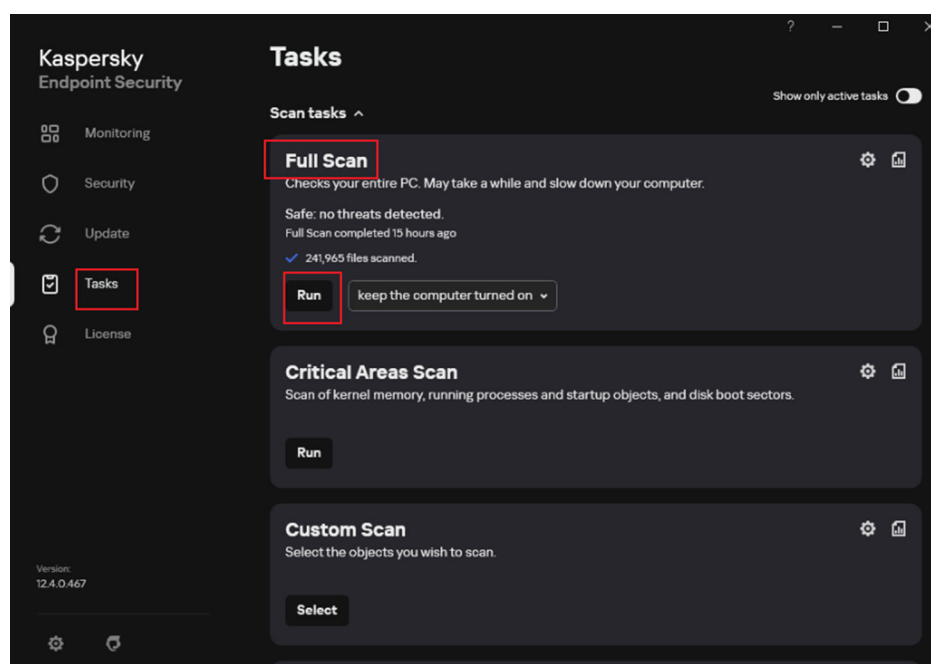 ?
Kaspersky
Endpoint Security
Monitoring
Security
Update
Tasks
License
Version:
12.4.0.467
Tasks
Show only active tasks
Scan tasks
Full Scan
Checks your entire PC. May take a while and slow down your computer.
Safe: no threats detected.
Full Scan completed 15 hours ago
241,965 files scanned.
Run
keep the computer turned on
Critical Areas Scan
Scan of kernel memory, running processes and startup objects, and disk boot sectors.
Run
Custom Scan
Select the objects you wish to scan.
Select